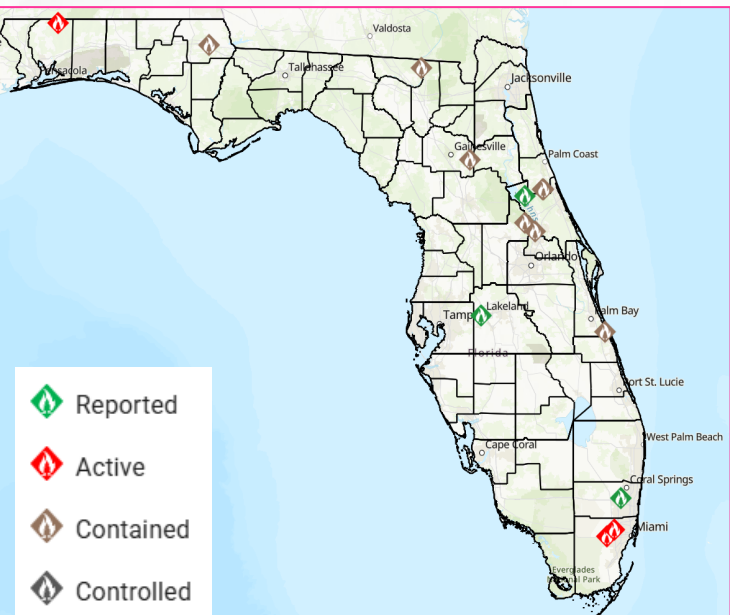 Valdosta
Tallahassee
Pensacola
Jacksonville
Gainesville
Palm Coast
Orlando
Lakeland
Palm Bay
Florida
Port St. Lucie
Cape Coral
West Palm Beach
Coral Springs
Miami
Everglades
National Park
Reported
Active
Contained
Controlled